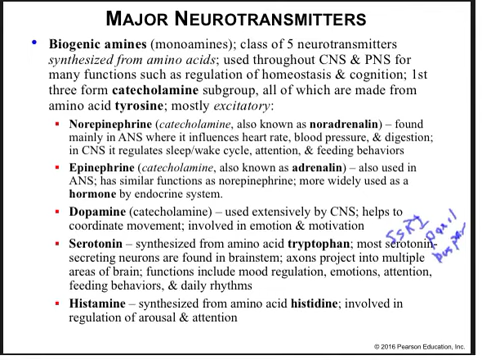 MAJOR NEUROTRANSMITTERS
• Biogenic amines (monoamines); class of 5 neurotransmitters
synthesized from amino acids; used throughout CNS & PNS for
many functions such as regulation of homeostasis & cognition; 1st
three form catecholamine subgroup, all of which are made from
amino acid tyrosine; mostly excitatory:
▪ Norepinephrine (catecholamine, also known as noradrenalin) – found
mainly in ANS where it influences heart rate, blood pressure, & digestion;
in CNS it regulates sleep/wake cycle, attention, & feeding behaviors
▪ Epinephrine (catecholamine, also known as adrenalin) – also used in
ANS; has similar functions as norepinephrine; more widely used as a
hormone by endocrine system.
▪ Dopamine (catecholamine) – used extensively by CNS; helps to
coordinate movement; involved in emotion & motivation
SSRI
Paxil
buspar
▪ Serotonin – synthesized from amino acid tryptophan; most serotonin-
secreting neurons are found in brainstem; axons project into multiple
areas of brain; functions include mood regulation, emotions, attention,
feeding behaviors, & daily rhythms
▪ Histamine – synthesized from amino acid histidine; involved in
regulation of arousal & attention
© 2016 Pearson Education, Inc.